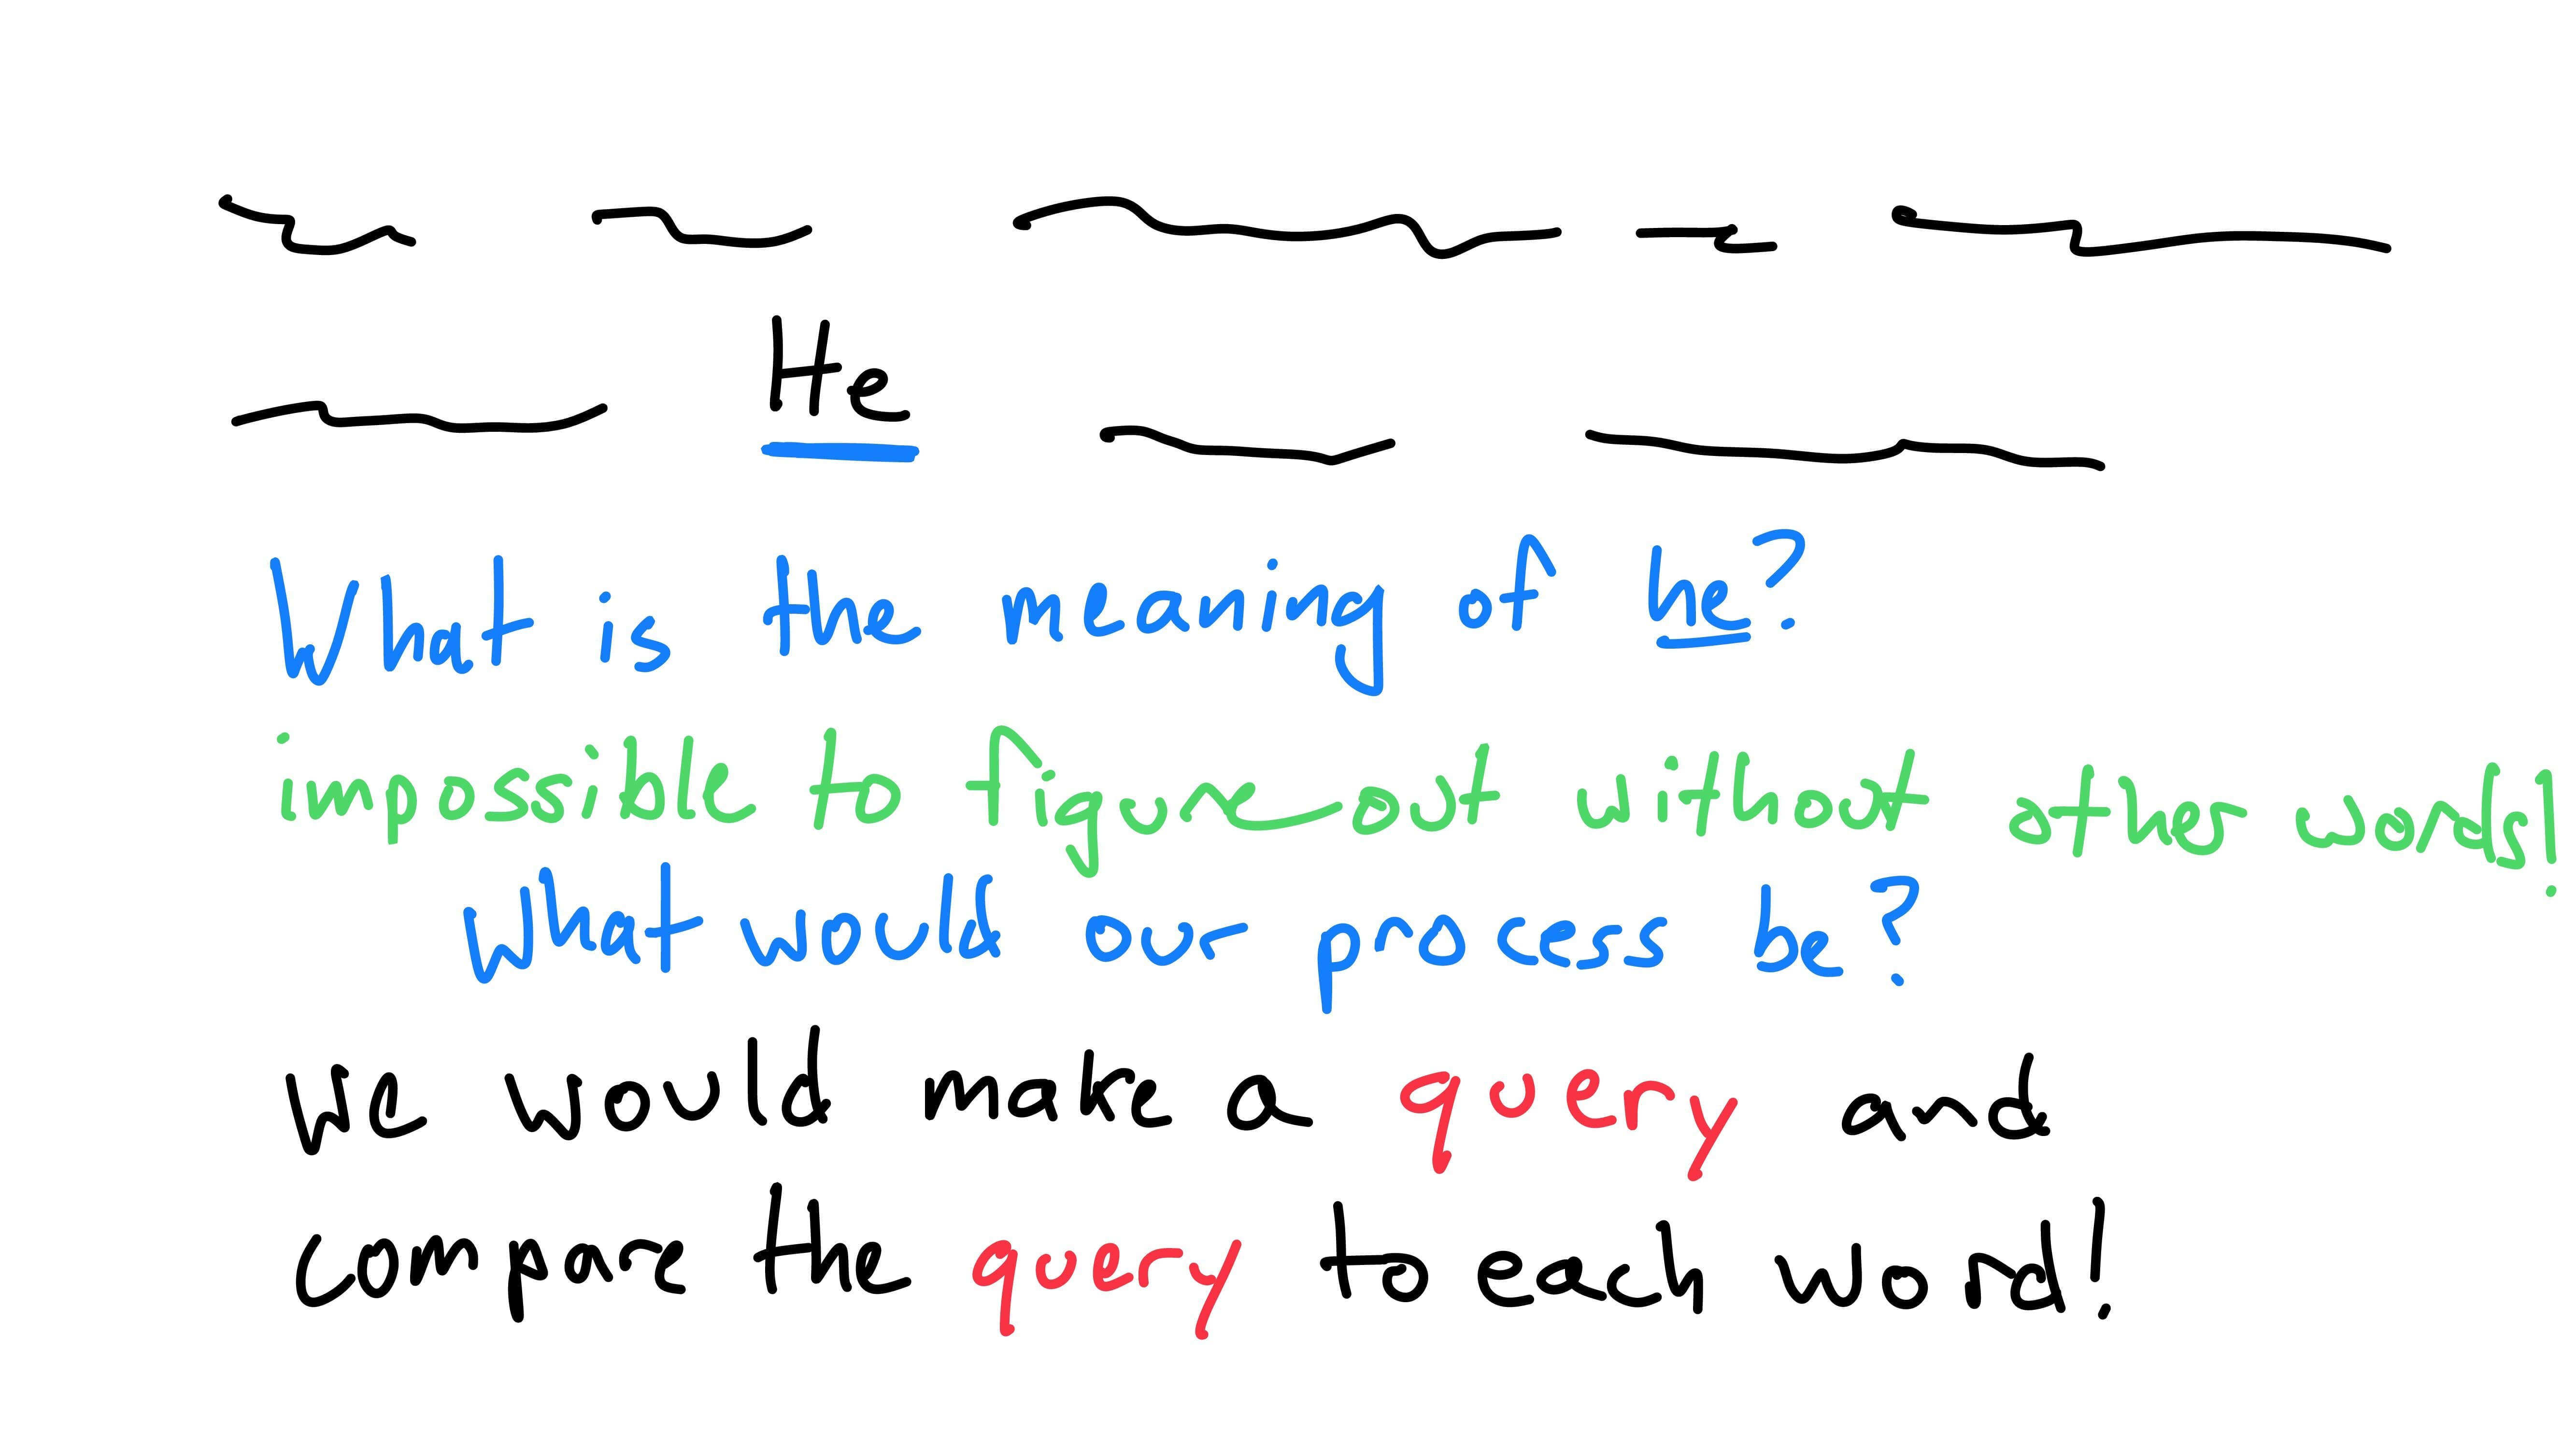 He
What is the meaning of he?
impossible to figure out without other words!
What would our process be?
We would make a query and
compare the query to each word!